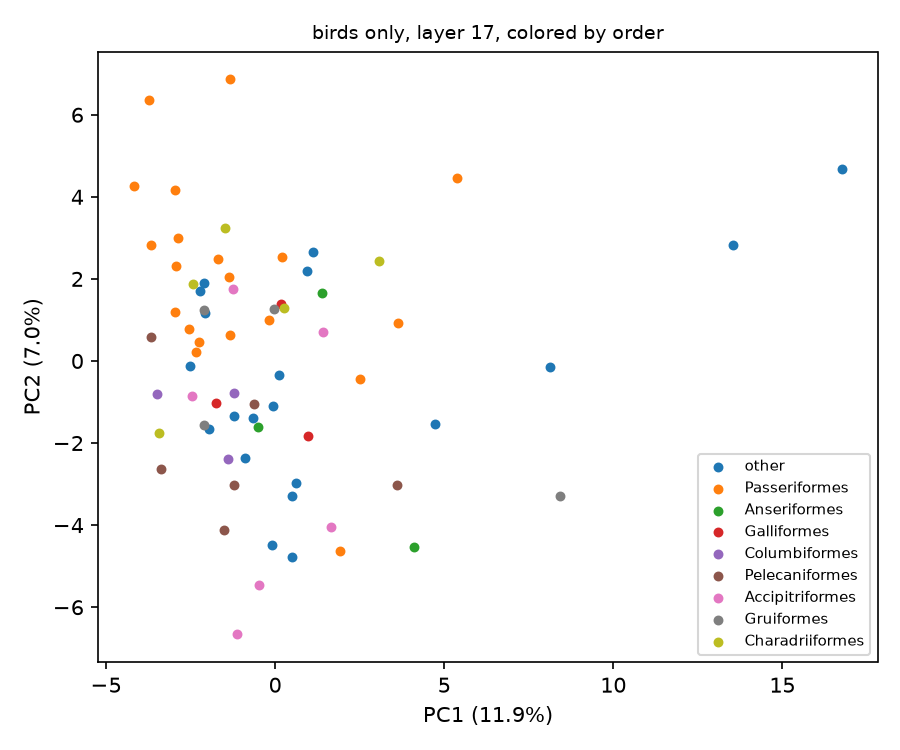 birds only, layer 17, colored by order
PC2 (7.0%)
6
4
2
0
−2
−4
−6
−5
0
5
10
15
PC1 (11.9%)
other
Passeriformes
Anseriformes
Galliformes
Columbiformes
Pelecaniformes
Accipitriformes
Gruiformes
Charadriiformes